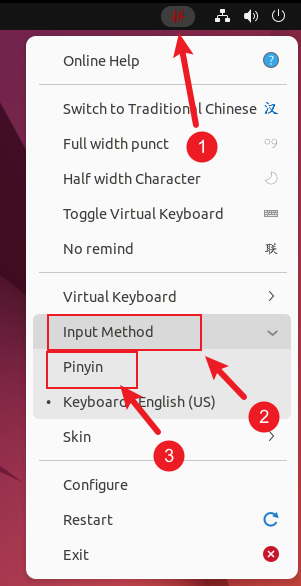 Online Help
Switch to Traditional Chinese 汉
Full width punct
Half width Character
Toggle Virtual Keyboard
No remind 联
Virtual Keyboard
Input Method
Pinyin
Keyboard - English (US)
Skin
Configure
Restart
Exit
1
2
3